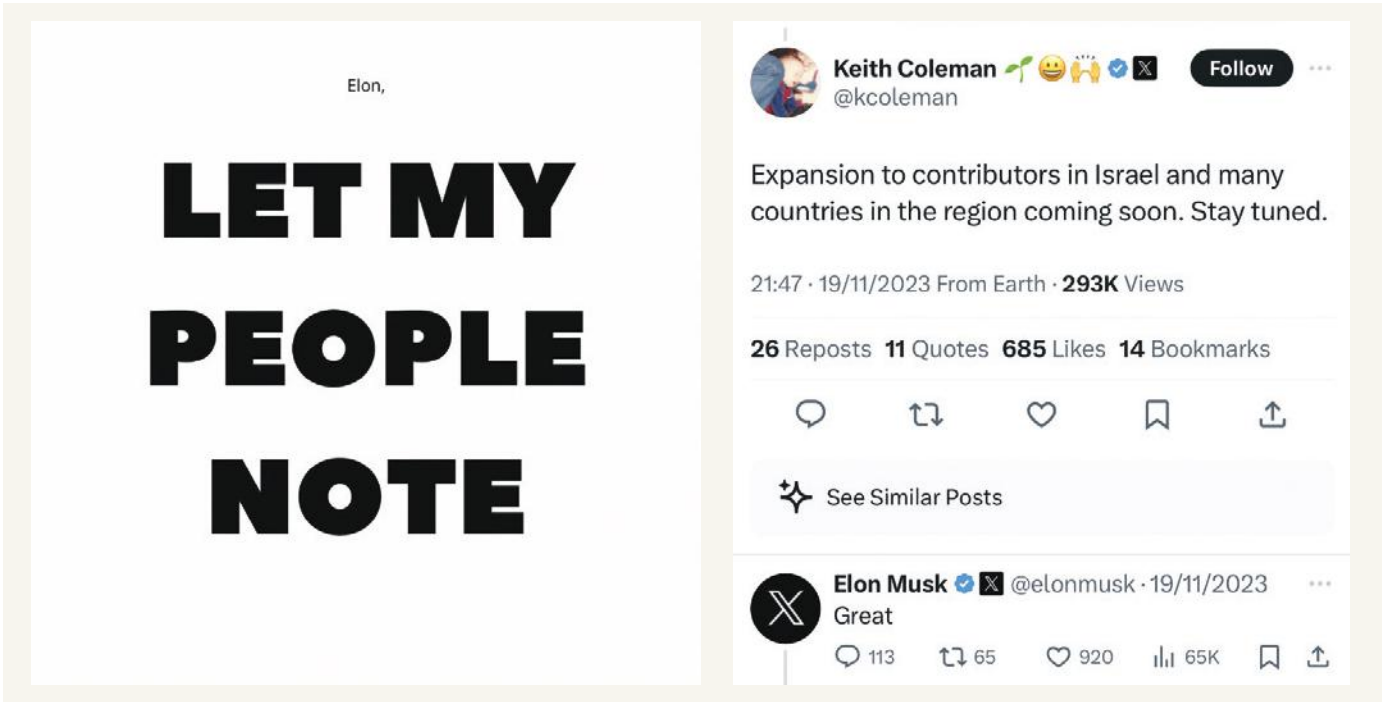 Elon,
LET MY
PEOPLE
NOTE
Keith Coleman 🌱 😀 🙌
Follow
@kcoleman
Expansion to contributors in Israel and many
countries in the region coming soon. Stay tuned.
21:47 · 19/11/2023 From Earth · 293K Views
26 Reposts 11 Quotes 685 Likes 14 Bookmarks
See Similar Posts
Elon Musk @elonmusk · 19/11/2023
Great
113 65 920 65K